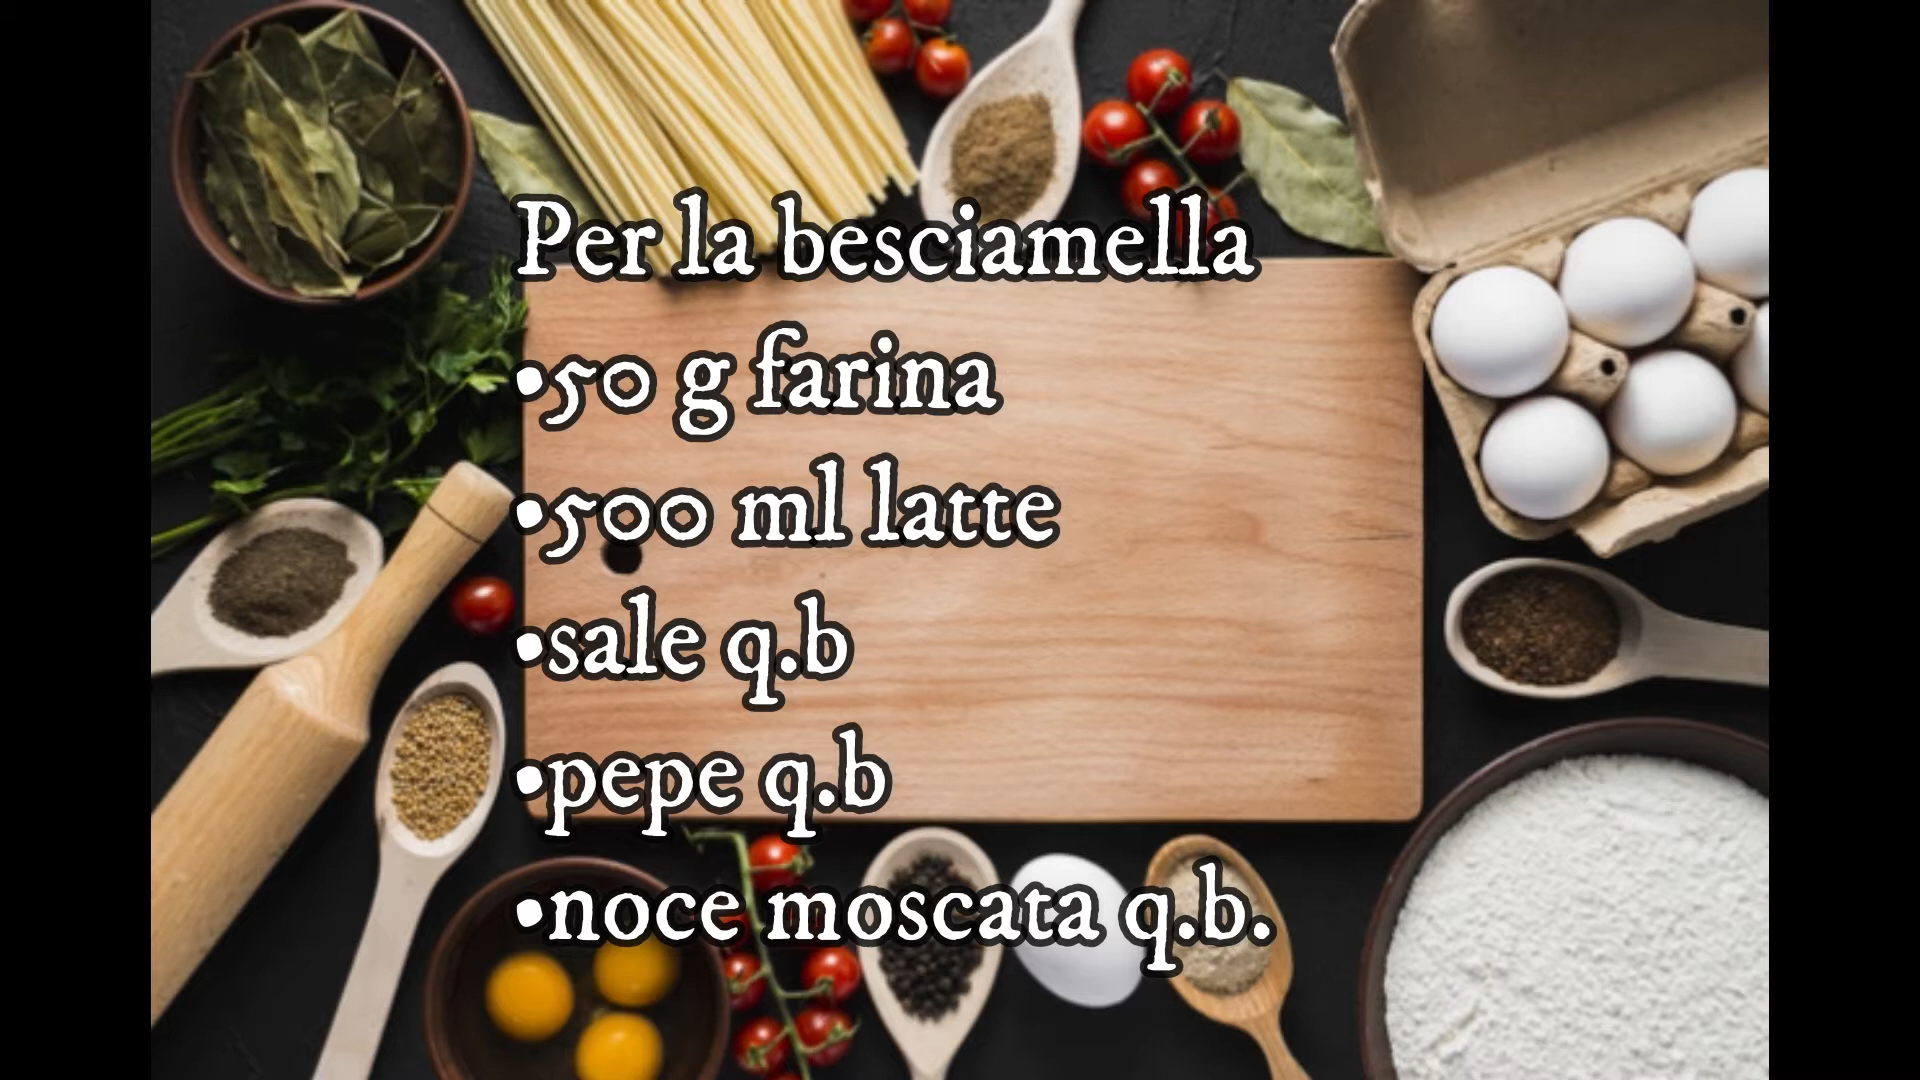 Per la besciamella
•50 g farina
•500 ml latte
•sale q.b
•pepe q.b
•noce moscata q.b.